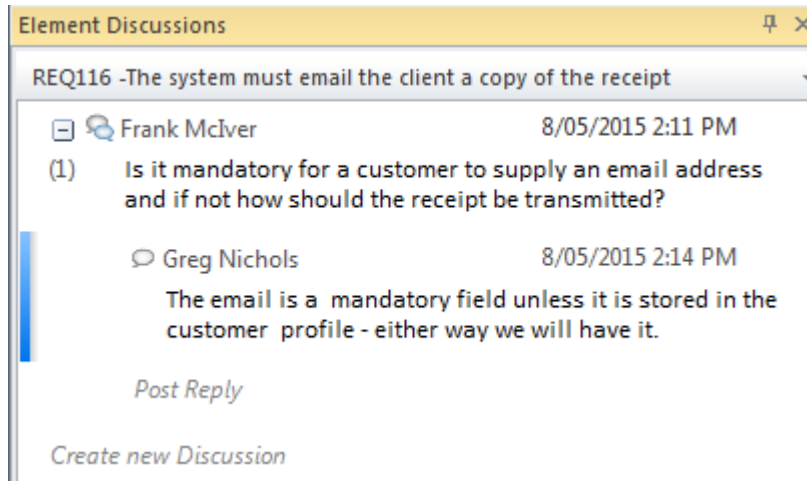 Element Discussions
REQ116 -The system must email the client a copy of the receipt
Frank McIver 8/05/2015 2:11 PM
(1) Is it mandatory for a customer to supply an email address
and if not how should the receipt be transmitted?
Greg Nichols 8/05/2015 2:14 PM
The email is a  mandatory field unless it is stored in the
customer  profile - either way we will have it.
Post Reply
Create new Discussion